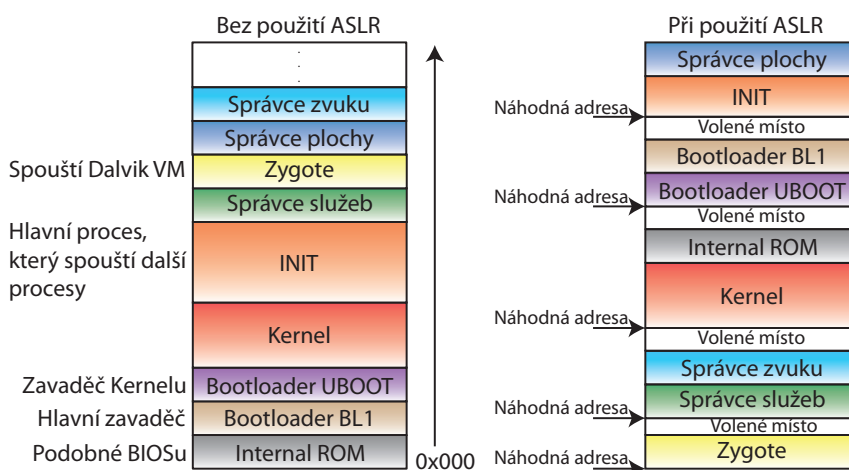 Bez použití ASLR
Správce zvuku
Správce plochy
Spouští Dalvik VM
Zygote
Správce služeb
Hlavní proces,
který spouští další
procesy
INIT
Kernel
Zavaděč Kernelu
Bootloader UBOOT
Hlavní zavaděč
Bootloader BL1
Podobné BIOSu
Internal ROM
0x000
Při použití ASLR
Správce plochy
INIT
Náhodná adresa
Volené místo
Bootloader BL1
Bootloader UBOOT
Náhodná adresa
Volené místo
Internal ROM
Kernel
Náhodná adresa
Volené místo
Správce zvuku
Správce služeb
Náhodná adresa
Volené místo
Zygote
Náhodná adresa